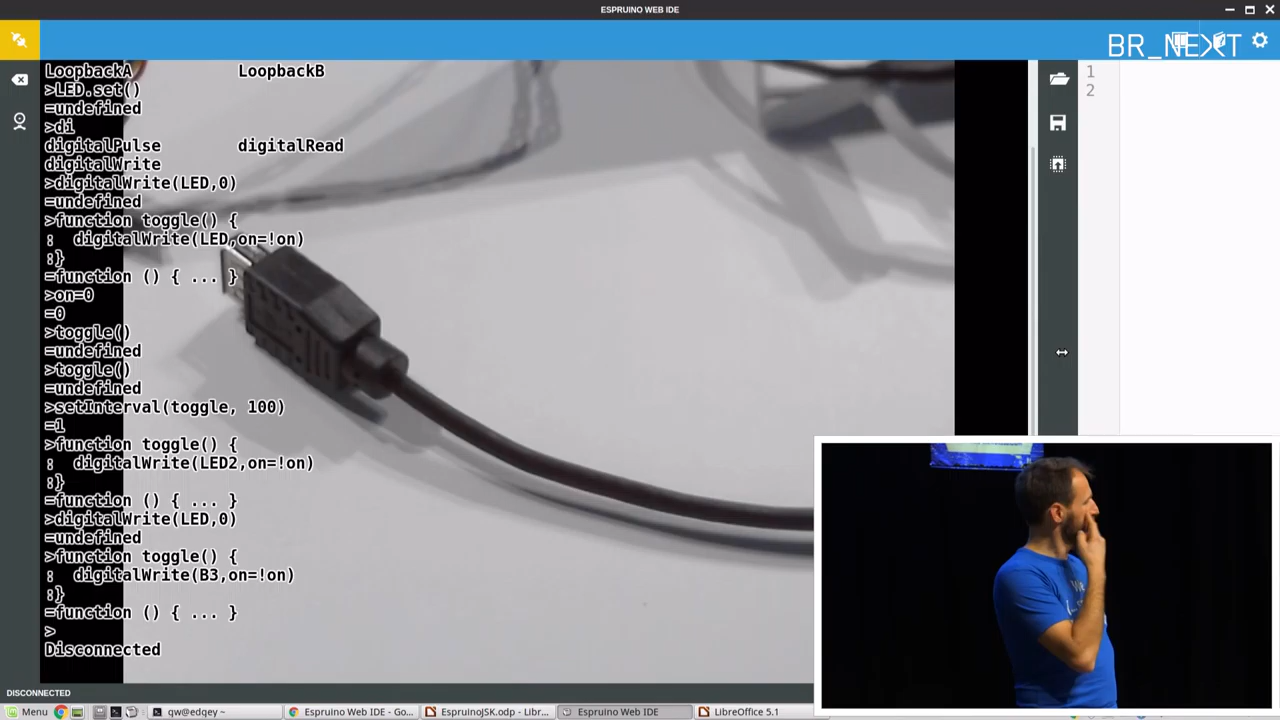 ESPRUINO WEB IDE
BR_NEXT
LoopbackA LoopbackB
>LED.set()
=undefined
>di
digitalPulse digitalRead
digitalWrite
>digitalWrite(LED,0)
=undefined
>function toggle() {
:  digitalWrite(LED,on=!on)
:}
=function () { ... }
>on=0
=0
>toggle()
=undefined
>toggle()
=undefined
>setInterval(toggle, 100)
=1
>function toggle() {
:  digitalWrite(LED2,on=!on)
:}
=function () { ... }
>digitalWrite(LED,0)
=undefined
>function toggle() {
:  digitalWrite(B3,on=!on)
:}
=function () { ... }
>
Disconnected
1
2
DISCONNECTED
Menu
qw@edqey ~
Espruino Web IDE - Go...
EspruinoJSK.odp - Libr...
Espruino Web IDE
LibreOffice 5.1